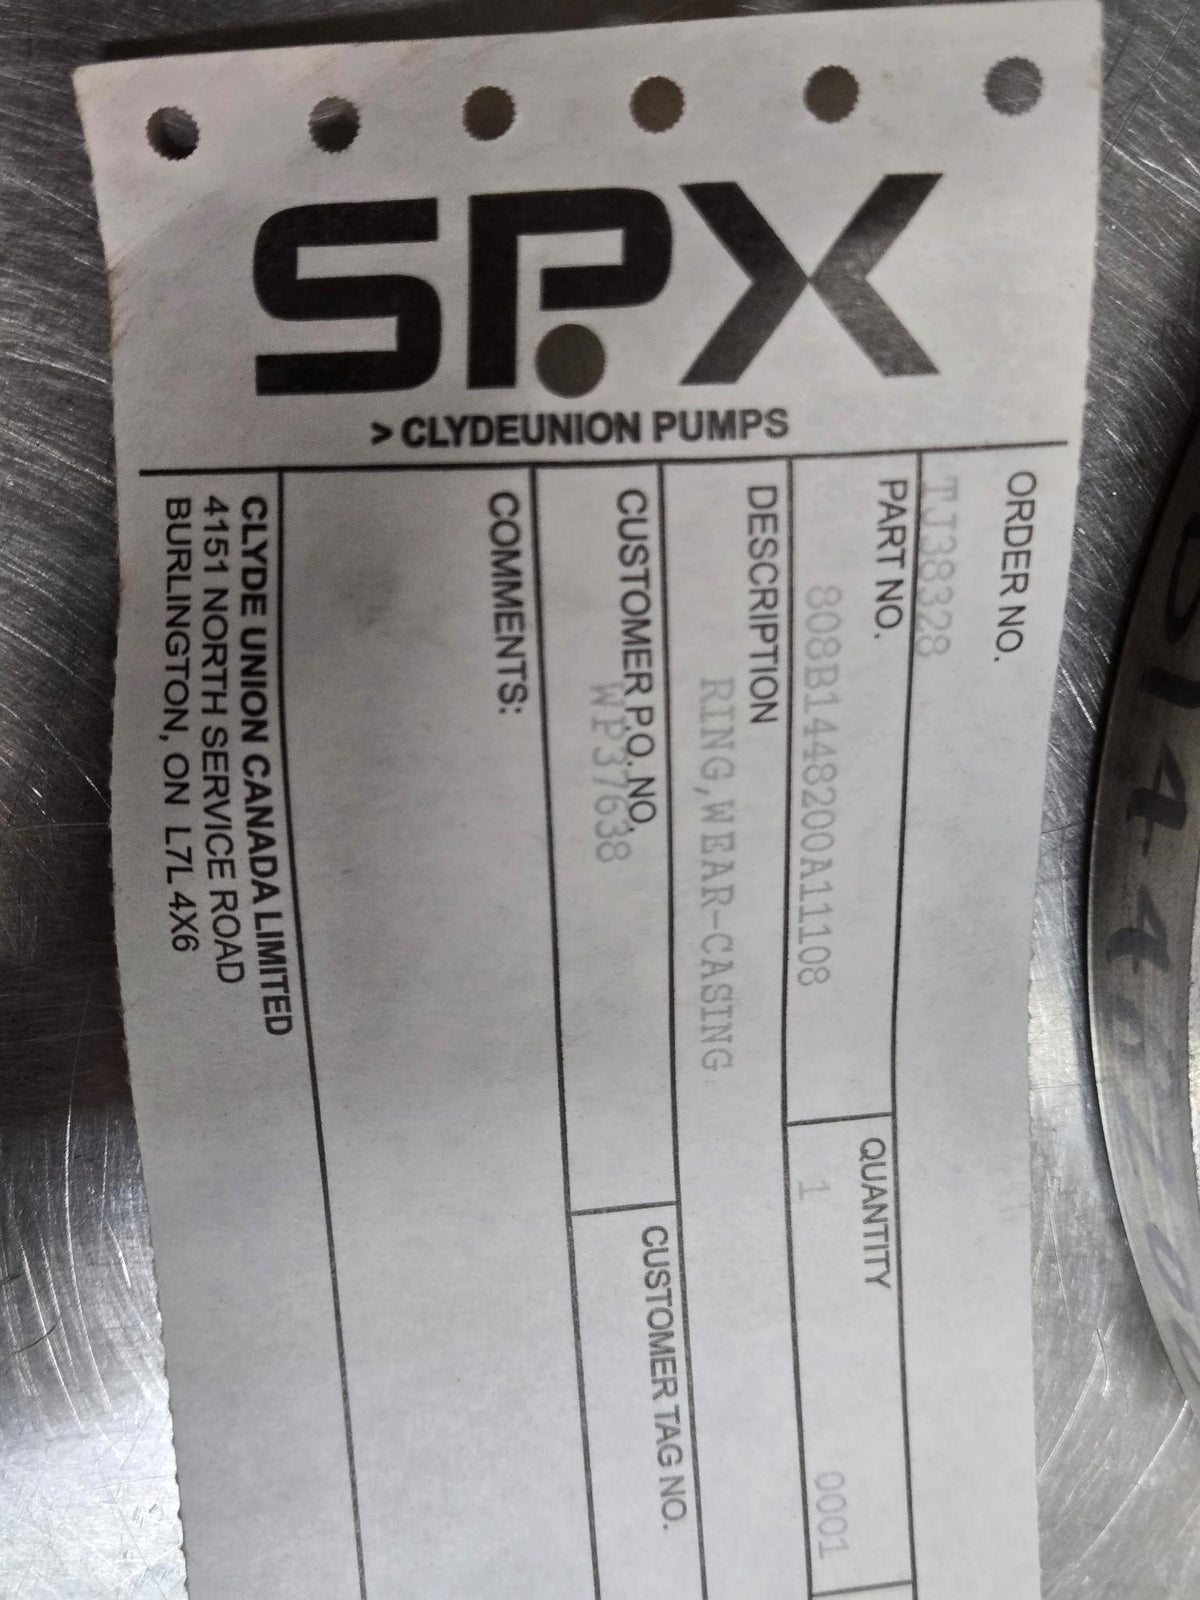 SPX
> CLYDEUNION PUMPS
ORDER NO.
TJ38328
PART NO.
QUANTITY
808B1448200A11108
1
0001
DESCRIPTION
RING,WEAR-CASING
CUSTOMER P.O. NO.
CUSTOMER TAG NO.
WP37638
COMMENTS:
CLYDE UNION CANADA LIMITED
4151 NORTH SERVICE ROAD
BURLINGTON, ON L7L 4X6